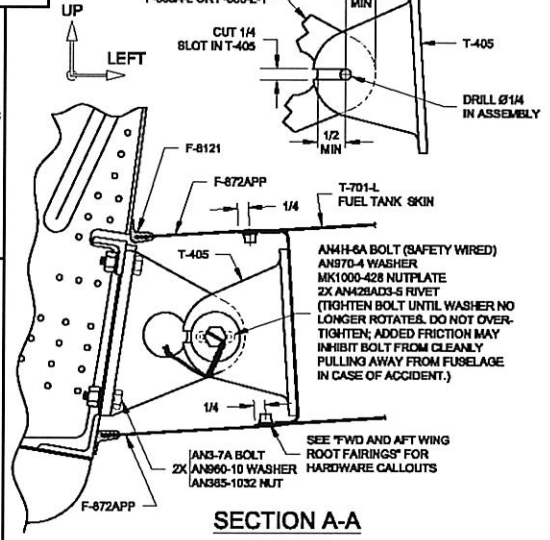 UP
LEFT
MIN
CUT 1/4
SLOT IN T-405
T-405
DRILL Ø1/4
IN ASSEMBLY
1/2
MIN
F-8121
F-872APP
1/4
T-701-L
FUEL TANK SKIN
T-405
AN4H-6A BOLT (SAFETY WIRED)
AN970-4 WASHER
MK1000-428 NUTPLATE
2X AN426AD3-5 RIVET
(TIGHTEN BOLT UNTIL WASHER NO
LONGER ROTATES. DO NOT OVER-
TIGHTEN; ADDED FRICTION MAY
INHIBIT BOLT FROM CLEANLY
PULLING AWAY FROM FUSELAGE
IN CASE OF ACCIDENT.)
1/4
AN3-7A BOLT
2X AN960-10 WASHER
AN365-1032 NUT
SEE "FWD AND AFT WING
ROOT FAIRINGS" FOR
HARDWARE CALLOUTS
F-872APP
SECTION A-A